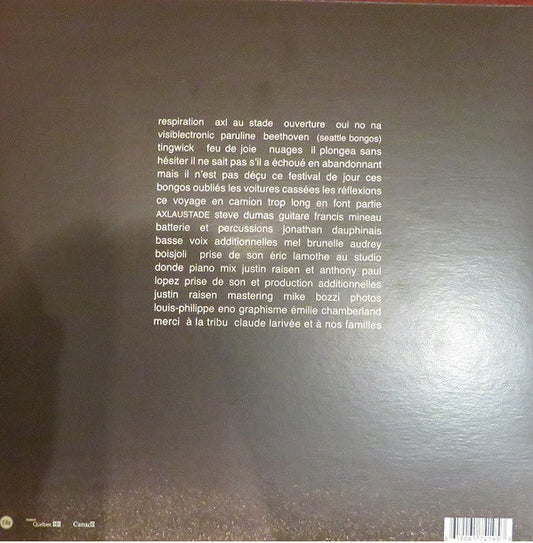 respiration axl au stade ouverture oui no na
visiblectronic paruline beethoven (seattle bongos)
tingwick feu de joie nuages il plongea sans
hésiter il ne sait pas s'il a échoué en abandonnant
mais il n'est pas déçu ce festival de jour ces
bongos oubliés les voitures cassées les réflexions
ce voyage en camion trop long en font partie
AXLAUSTADE steve dumas guitare francis mineau
batterie et percussions jonathan dauphinais
basse voix additionnelles mel brunelle audrey
boisjoli prise de son éric lamothe au studio
donde piano mix justin raisen et anthony paul
lopez prise de son et production additionnelles
justin raisen mastering mike bozzi photos
louis-philippe eno graphisme émilie chamberland
merci à la tribu claude larivée et à nos familles
Québec
Canada